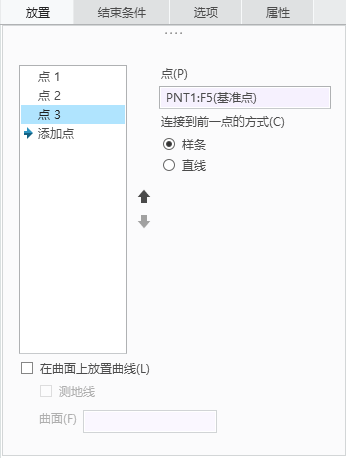 放置 结束条件 选项 属性
点 1
点 2
点 3
添加点
点(P)
PNT1:F5(基准点)
连接到前一点的方式(C)
样条
直线
在曲面上放置曲线(L)
测地线
曲面(F)